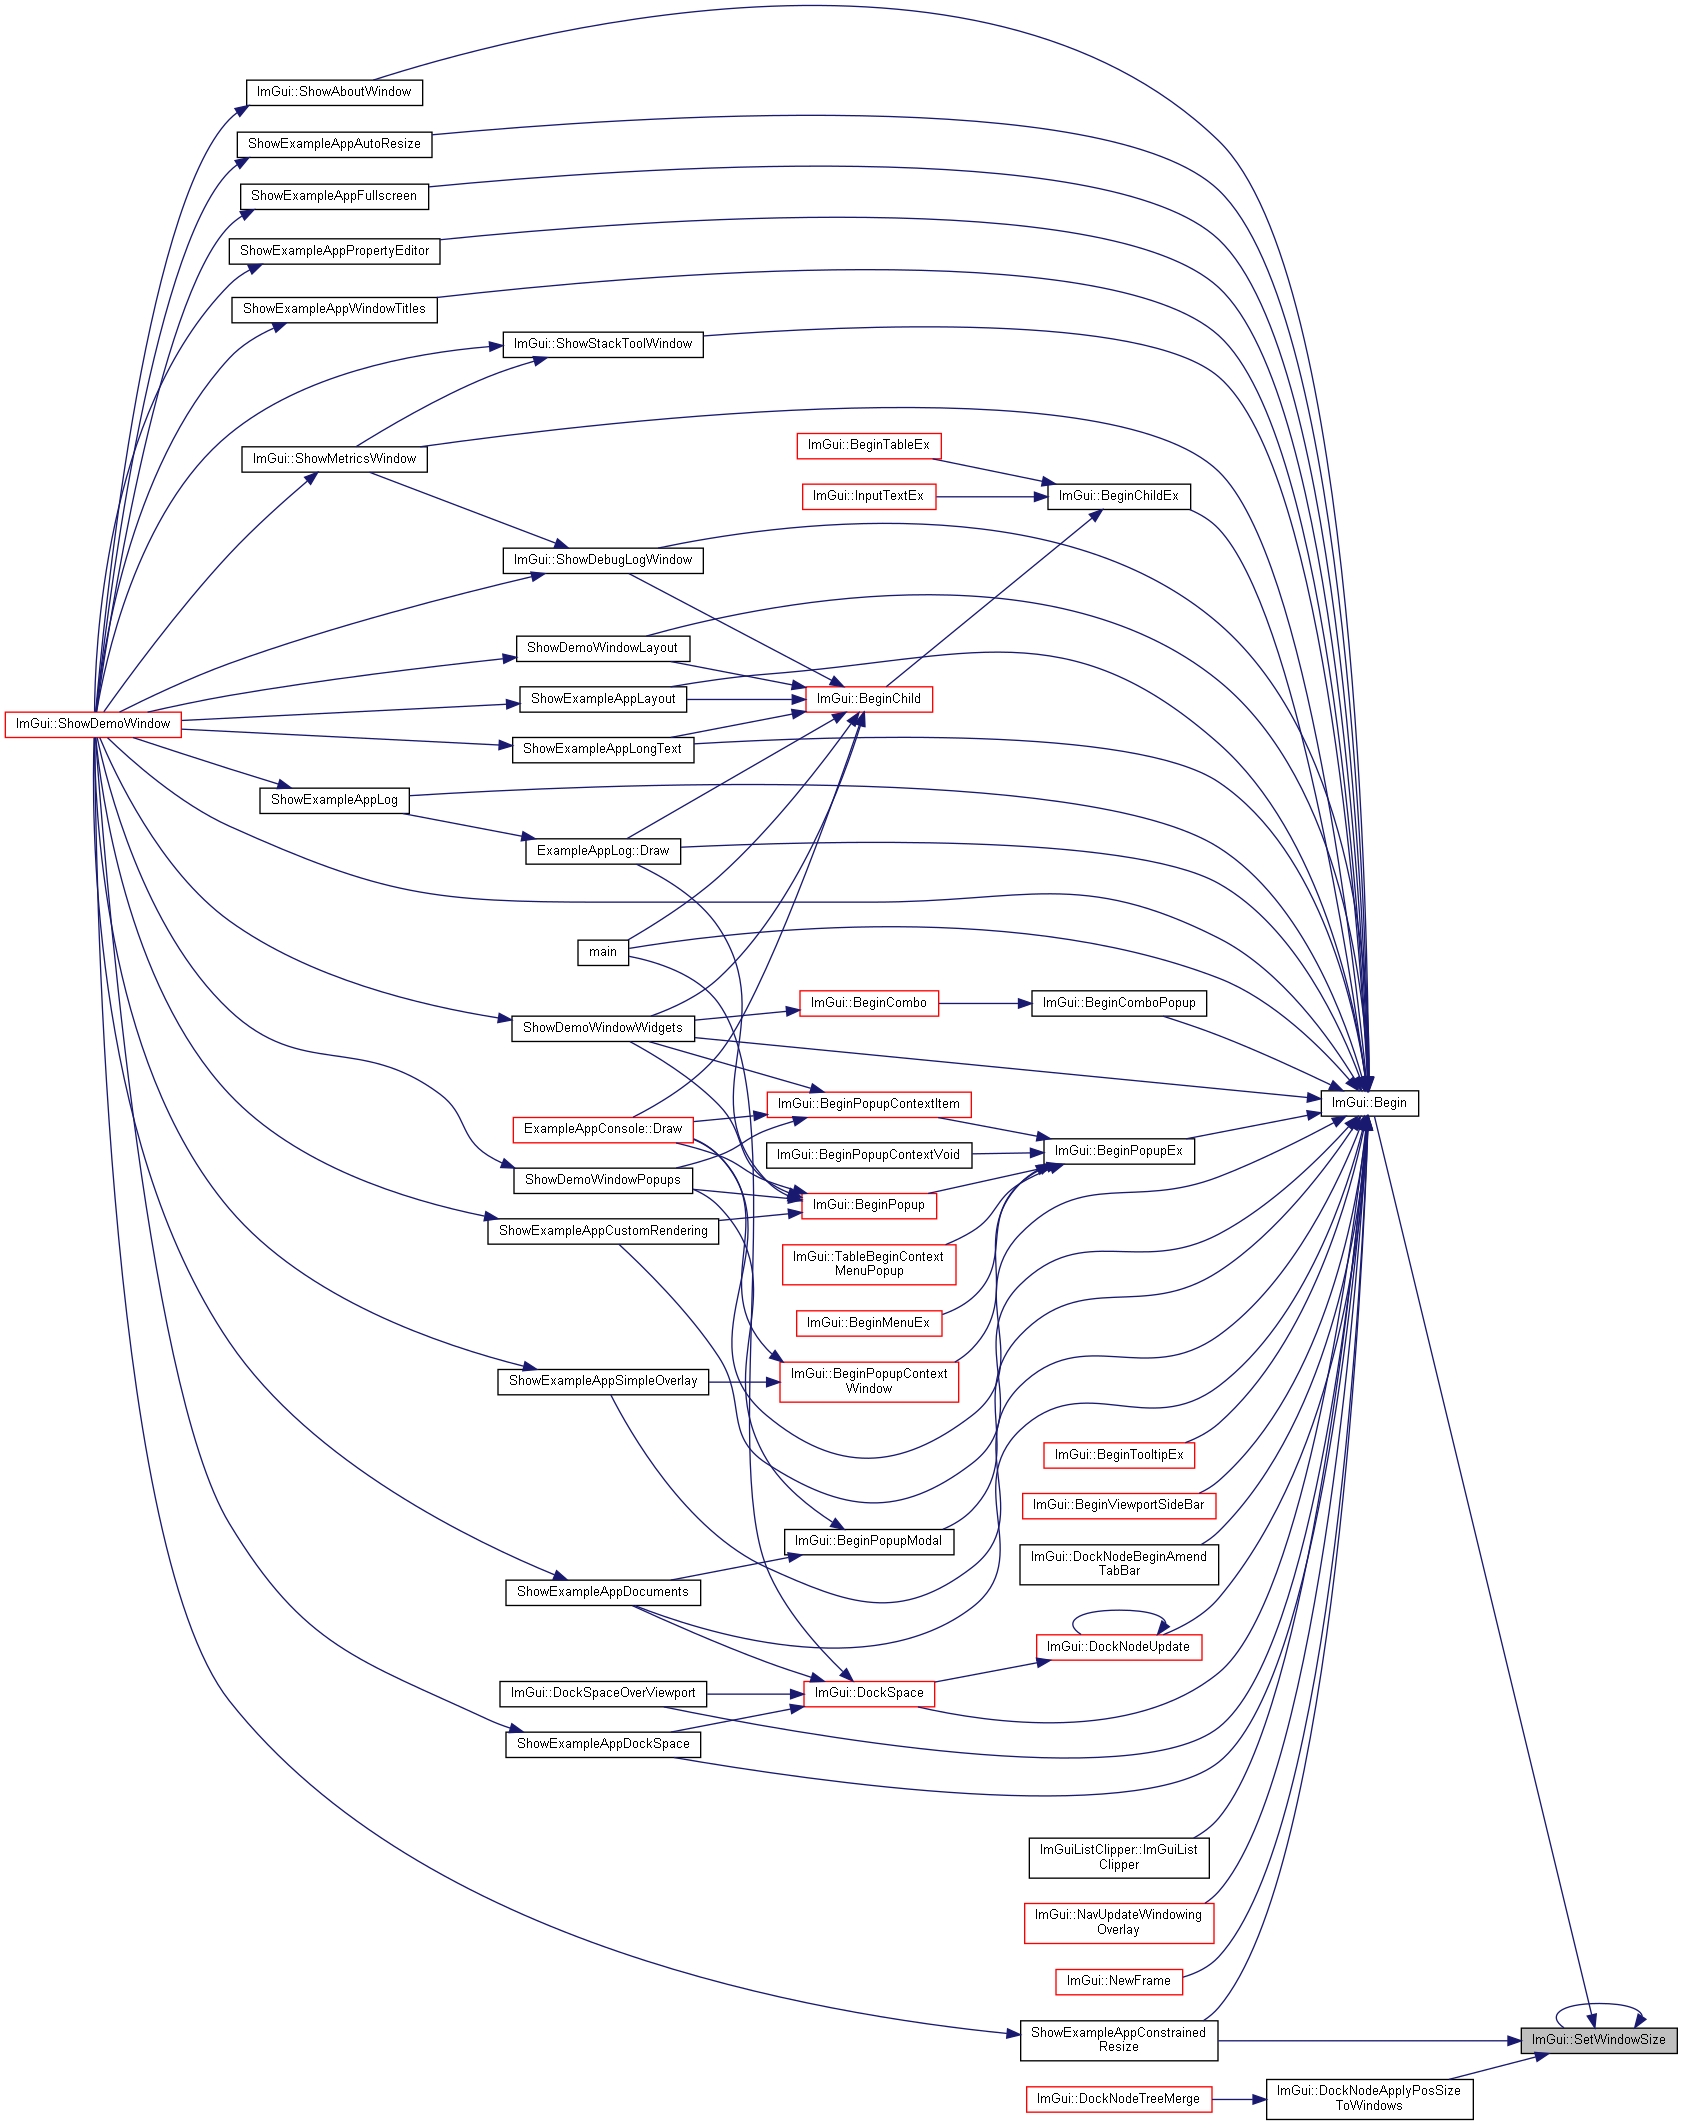 ImGui::ShowAboutWindow
ShowExampleAppAutoResize
ShowExampleAppFullscreen
ShowExampleAppPropertyEditor
ShowExampleAppWindowTitles
ImGui::ShowStackToolWindow
ImGui::ShowMetricsWindow
ImGui::BeginTableEx
ImGui::InputTextEx
ImGui::BeginChildEx
ImGui::ShowDebugLogWindow
ShowDemoWindowLayout
ShowExampleAppLayout
ImGui::BeginChild
ImGui::ShowDemoWindow
ShowExampleAppLongText
ShowExampleAppLog
ExampleAppLog::Draw
main
ImGui::BeginCombo
ImGui::BeginComboPopup
ShowDemoWindowWidgets
ImGui::BeginPopupContextItem
ImGui::Begin
ExampleAppConsole::Draw
ImGui::BeginPopupContextVoid
ImGui::BeginPopupEx
ShowDemoWindowPopups
ImGui::BeginPopup
ShowExampleAppCustomRendering
ImGui::TableBeginContext
MenuPopup
ImGui::BeginMenuEx
ShowExampleAppSimpleOverlay
ImGui::BeginPopupContext
Window
ImGui::BeginTooltipEx
ImGui::BeginViewportSideBar
ImGui::BeginPopupModal
ImGui::DockNodeBeginAmend
TabBar
ShowExampleAppDocuments
ImGui::DockNodeUpdate
ImGui::DockSpaceOverViewport
ImGui::DockSpace
ShowExampleAppDockSpace
ImGuiListClipper::ImGuiList
Clipper
ImGui::NavUpdateWindowing
Overlay
ImGui::NewFrame
ShowExampleAppConstrained
Resize
ImGui::SetWindowSize
ImGui::DockNodeTreeMerge
ImGui::DockNodeApplyPosSize
ToWindows